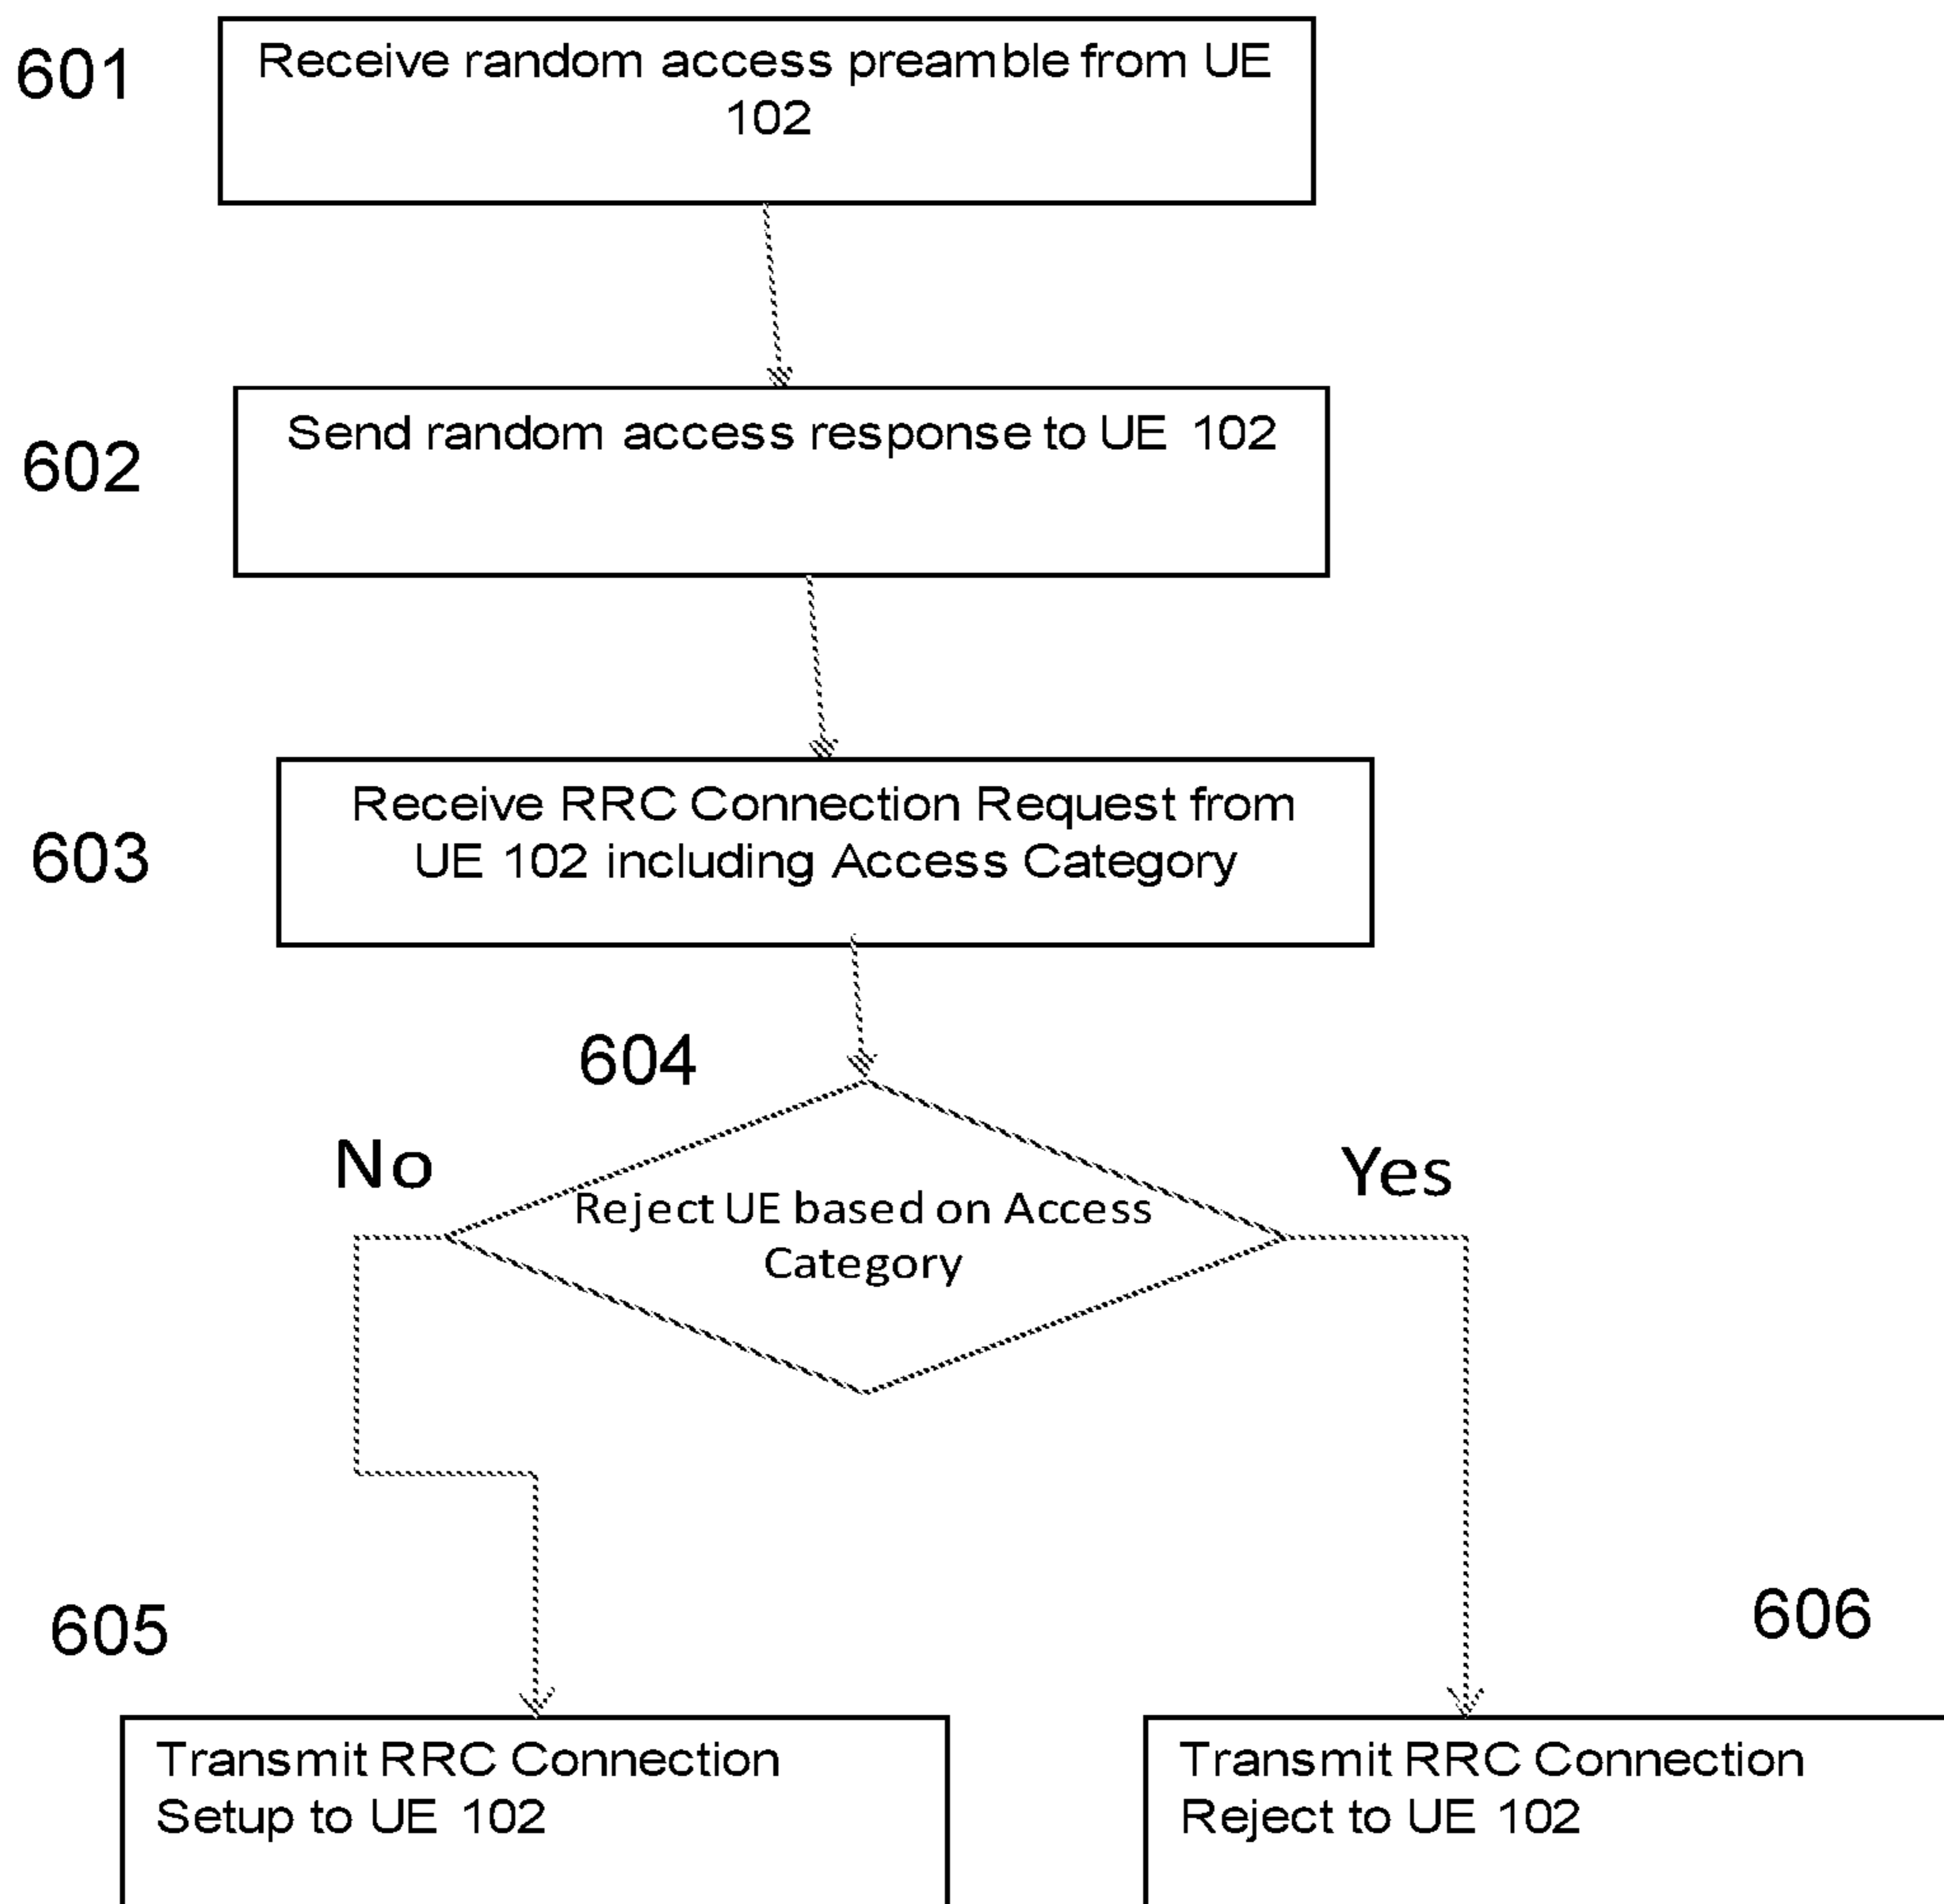 601
Receive random access preamble from UE
102
602
Send random access response to UE 102
603
Receive RRC Connection Request from
UE 102 including Access Category
604
No
Yes
Reject UE based on Access
Category
605
606
Transmit RRC Connection
Setup to UE 102
Transmit RRC Connection
Reject to UE 102